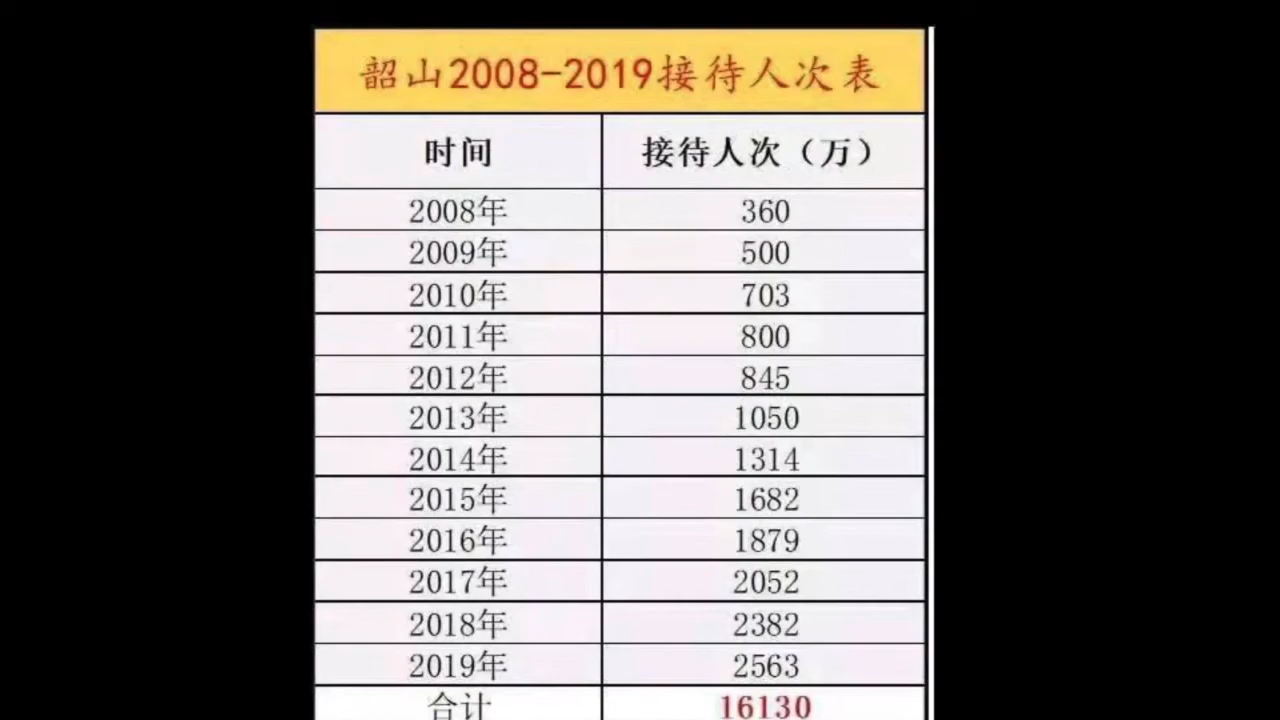 韶山2008-2019接待人次表
时间 接待人次（万）
2008年 360
2009年 500
2010年 703
2011年 800
2012年 845
2013年 1050
2014年 1314
2015年 1682
2016年 1879
2017年 2052
2018年 2382
2019年 2563
合计 16130